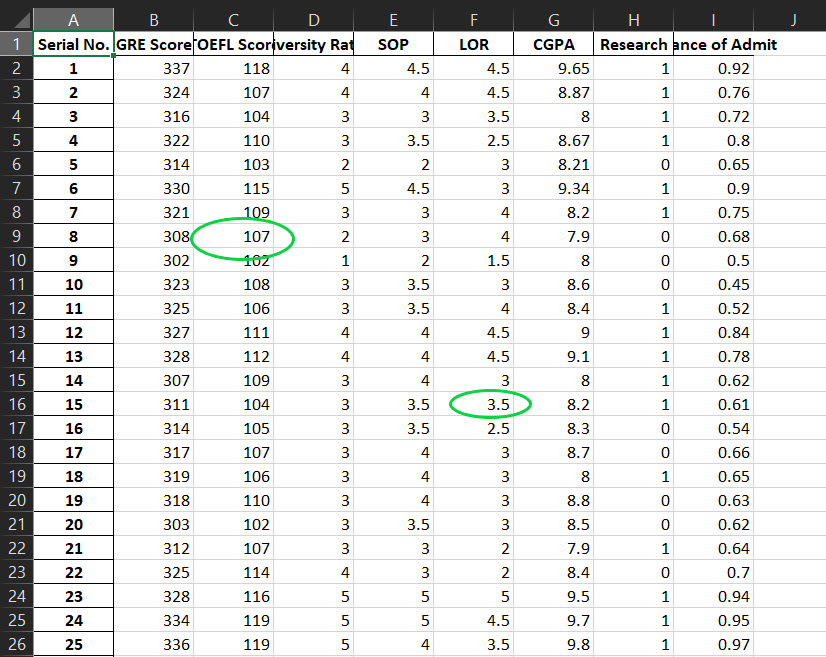 A B C D E F G H I J
1 Serial No. GRE Score OEFL Scor versity Rat SOP LOR CGPA Research ance of Admit
2 1 337 118 4 4.5 4.5 9.65 1 0.92
3 2 324 107 4 4 4.5 8.87 1 0.76
4 3 316 104 3 3 3.5 8 1 0.72
5 4 322 110 3 3.5 2.5 8.67 1 0.8
6 5 314 103 2 2 3 8.21 0 0.65
7 6 330 115 5 4.5 3 9.34 1 0.9
8 7 321 109 3 3 4 8.2 1 0.75
9 8 308 107 2 3 4 7.9 0 0.68
10 9 302 102 1 2 1.5 8 0 0.5
11 10 323 108 3 3.5 3 8.6 0 0.45
12 11 325 106 3 3.5 4 8.4 1 0.52
13 12 327 111 4 4 4.5 9 1 0.84
14 13 328 112 4 4 4.5 9.1 1 0.78
15 14 307 109 3 4 3 8 1 0.62
16 15 311 104 3 3.5 3.5 8.2 1 0.61
17 16 314 105 3 3.5 2.5 8.3 0 0.54
18 17 317 107 3 4 3 8.7 0 0.66
19 18 319 106 3 4 3 8 1 0.65
20 19 318 110 3 4 3 8.8 0 0.63
21 20 303 102 3 3.5 3 8.5 0 0.62
22 21 312 107 3 3 2 7.9 1 0.64
23 22 325 114 4 3 2 8.4 0 0.7
24 23 328 116 5 5 5 9.5 1 0.94
25 24 334 119 5 5 4.5 9.7 1 0.95
26 25 336 119 5 4 3.5 9.8 1 0.97